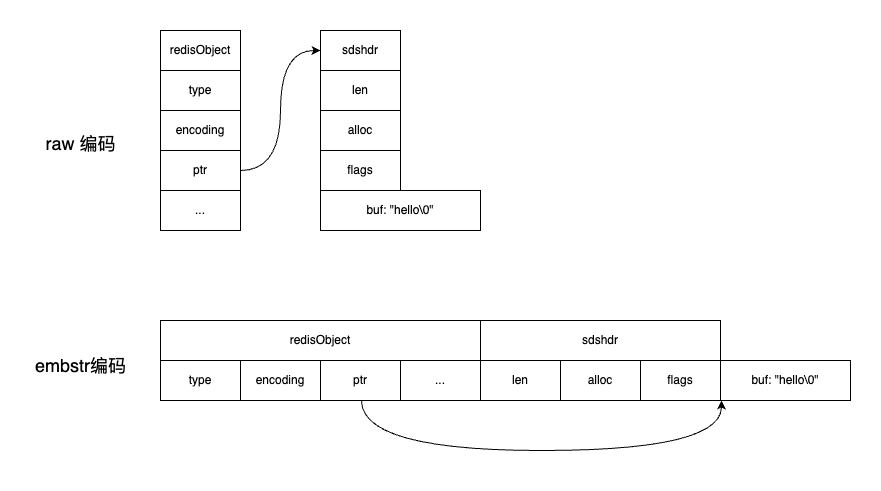 redisObject
type
encoding
ptr
...
sdshdr
len
alloc
flags
buf: "hello\0"
raw 编码
redisObject
sdshdr
type
encoding
ptr
...
len
alloc
flags
buf: "hello\0"
embstr编码